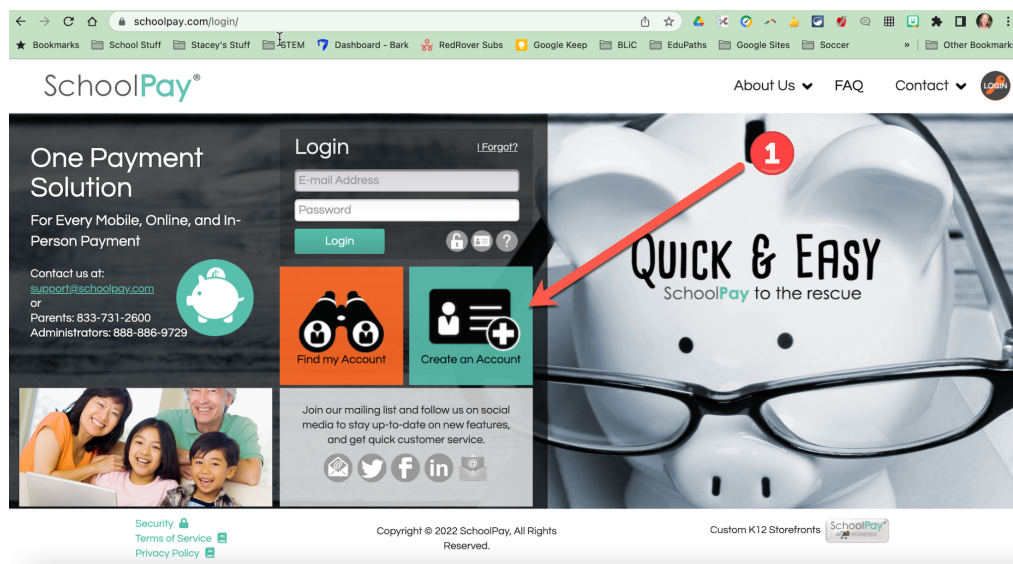 schoolpay.com/login/
Bookmarks School Stuff Stacey's Stuff STEM Dashboard - Bark RedRover Subs Google Keep BLiC EduPaths Google Sites Soccer » Other Bookmarks
SchoolPay®
About Us FAQ Contact LOGIN
One Payment
Solution
For Every Mobile, Online, and In-
Person Payment
Contact us at:
support@schoolpay.com
or
Parents: 833-731-2600
Administrators: 888-886-9729
Login I Forgot?
E-mail Address
Password
Login
?
Find my Account
Create an Account
1
QUICK & EASY
SchoolPay to the rescue
Join our mailing list and follow us on social
media to stay up-to-date on new features,
and get quick customer service.
Security
Terms of Service
Privacy Policy
Copyright © 2022 SchoolPay, All Rights
Reserved.
Custom K12 Storefronts
SchoolPay®
POWERED